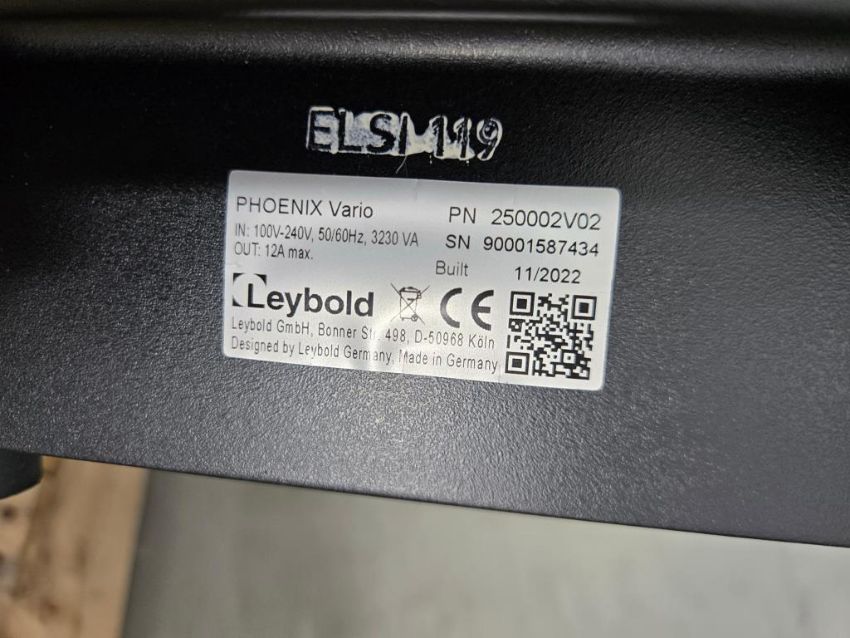 ELSI-119
PHOENIX Vario
IN: 100V-240V, 50/60Hz, 3230 VA
OUT: 12A max.
PN 250002V02
SN 90001587434
Built 11/2022
Leybold
CE
Leybold GmbH, Bonner Str. 498, D-50968 Köln
Designed by Leybold Germany, Made in Germany